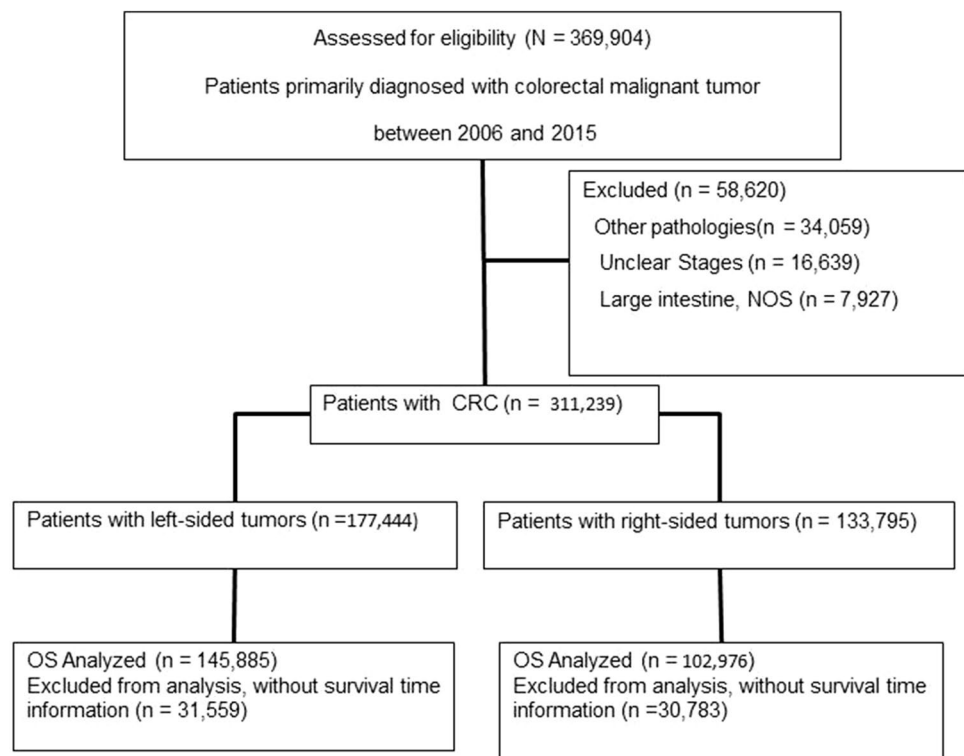 Assessed for eligibility (N = 369,904)
Patients primarily diagnosed with colorectal malignant tumor
between 2006 and 2015
Excluded (n = 58,620)
Other pathologies(n = 34,059)
Unclear Stages (n = 16,639)
Large intestine, NOS (n = 7,927)
Patients with CRC (n = 311,239)
Patients with left-sided tumors (n =177,444)
Patients with right-sided tumors (n = 133,795)
OS Analyzed (n = 145,885)
Excluded from analysis, without survival time
information (n = 31,559)
OS Analyzed (n = 102,976)
Excluded from analysis, without survival time
information (n =30,783)